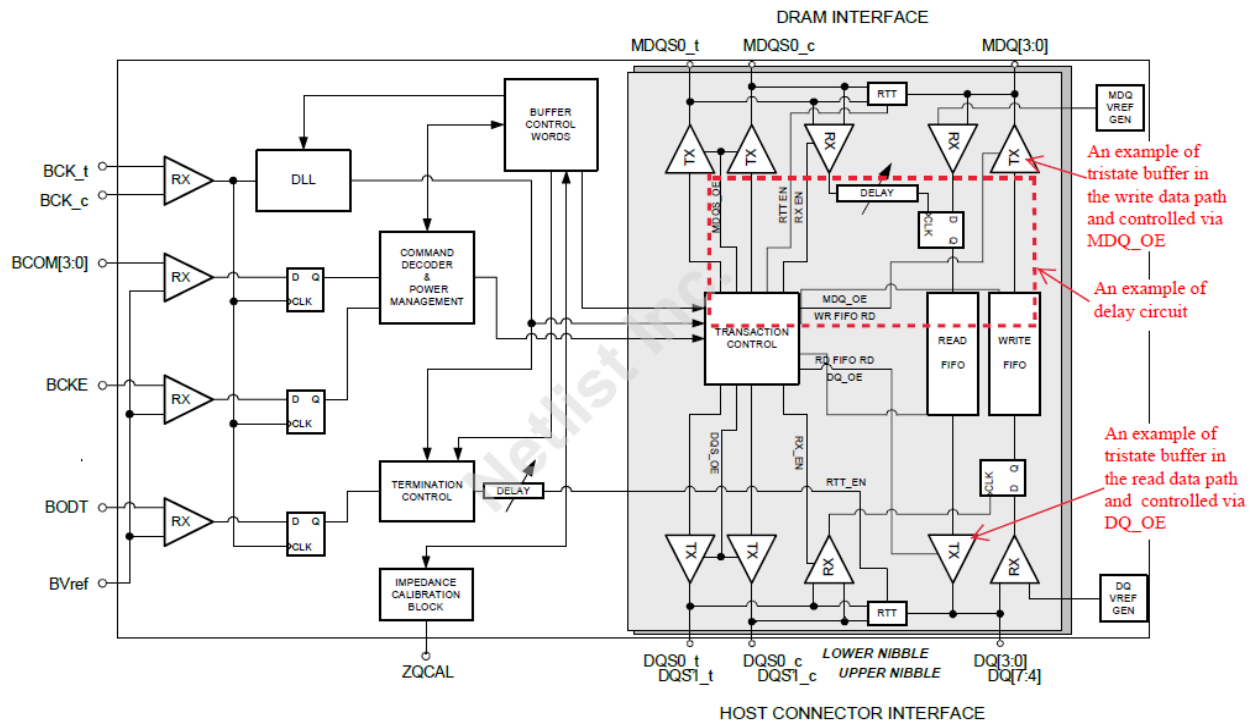 DRAM INTERFACE
MDQS0_t
MDQS0_c
MDQ[3:0]
BUFFER
CONTROL
WORDS
RTT
MDQ
VREF
GEN
BCK_t
BCK_c
RX
DLL
TX
TX
RX
RX
TX
An example of
tristate buffer in
the write data path
and controlled via
MDQ_OE
MDQS_OE
RTT EN
RX EN
DELAY
CLK
D Q
BCOM[3:0]
RX
D Q
CLK
COMMAND
DECODER
&
POWER
MANAGEMENT
An example of
delay circuit
MDQ_OE
WR FIFO RD
TRANSACTION
CONTROL
READ
FIFO
WRITE
FIFO
RD FIFO RD
DQ_OE
BCKE
RX
D Q
CLK
Netlist Inc.
An example of
tristate buffer in
the read data path
and controlled via
DQ_OE
DQS_OE
RX_EN
CLK
Q
D
TERMINATION
CONTROL
DELAY
RTT_EN
BODT
RX
D Q
CLK
TX
TX
RX
TX
RX
BVref
IMPEDANCE
CALIBRATION
BLOCK
RTT
DQ
VREF
GEN
ZQCAL
DQS0_t
DQS1_t
DQS0_c
DQS1_c
LOWER NIBBLE
UPPER NIBBLE
DQ[3:0]
DQ[7:4]
HOST CONNECTOR INTERFACE